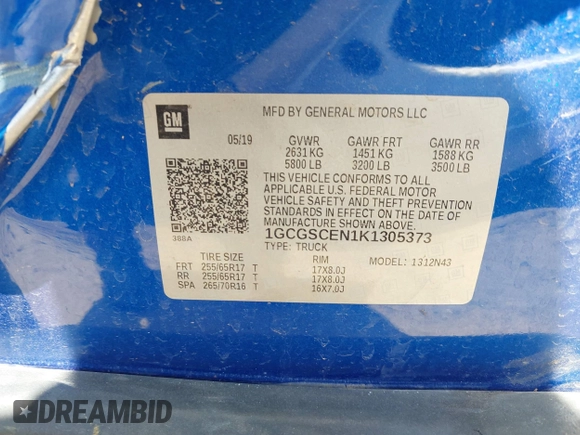 GM
MFD BY GENERAL MOTORS LLC
05/19 GVWR GAWR FRT GAWR RR
2631 KG 1451 KG 1588 KG
5800 LB 3200 LB 3500 LB
THIS VEHICLE CONFORMS TO ALL
APPLICABLE U.S. FEDERAL MOTOR
VEHICLE SAFETY AND THEFT PREVENTION
STANDARDS IN EFFECT ON THE DATE OF
MANUFACTURE SHOWN ABOVE.
388A
1GCGSCEN1K1305373
TYPE: TRUCK
TIRE SIZE RIM MODEL: 1312N43
FRT 255/65R17 T 17X8.0J
RR 255/65R17 T 17X8.0J
SPA 265/70R16 T 16X7.0J
DREAMBID